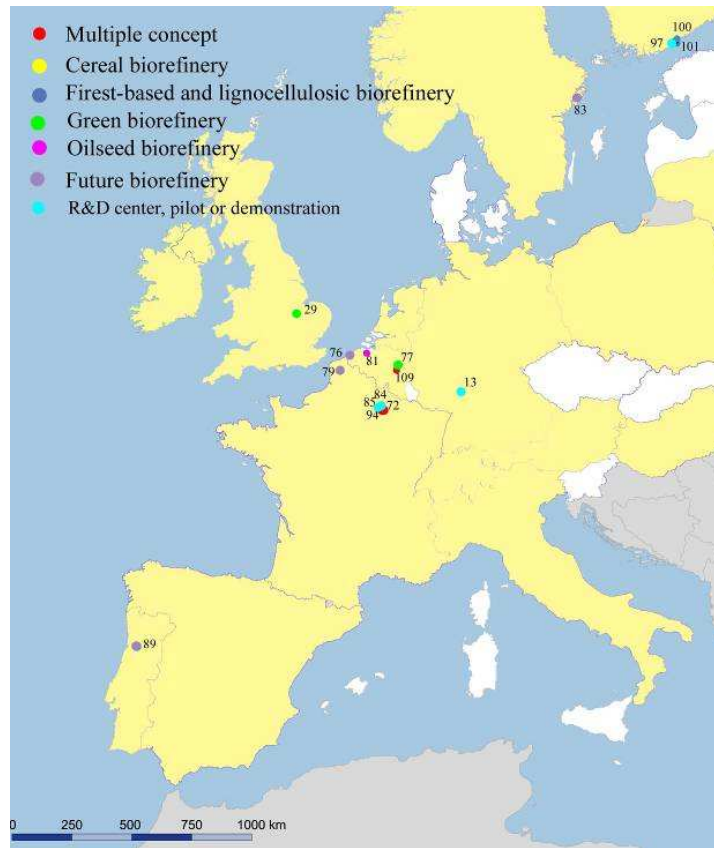 Multiple concept
Cereal biorefinery
Firest-based and lignocellulosic biorefinery
Green biorefinery
Oilseed biorefinery
Future biorefinery
R&D center, pilot or demonstration
100
97
101
83
29
76
81
77
79
109
13
84
85
72
94
89
0 250 500 750 1000 km